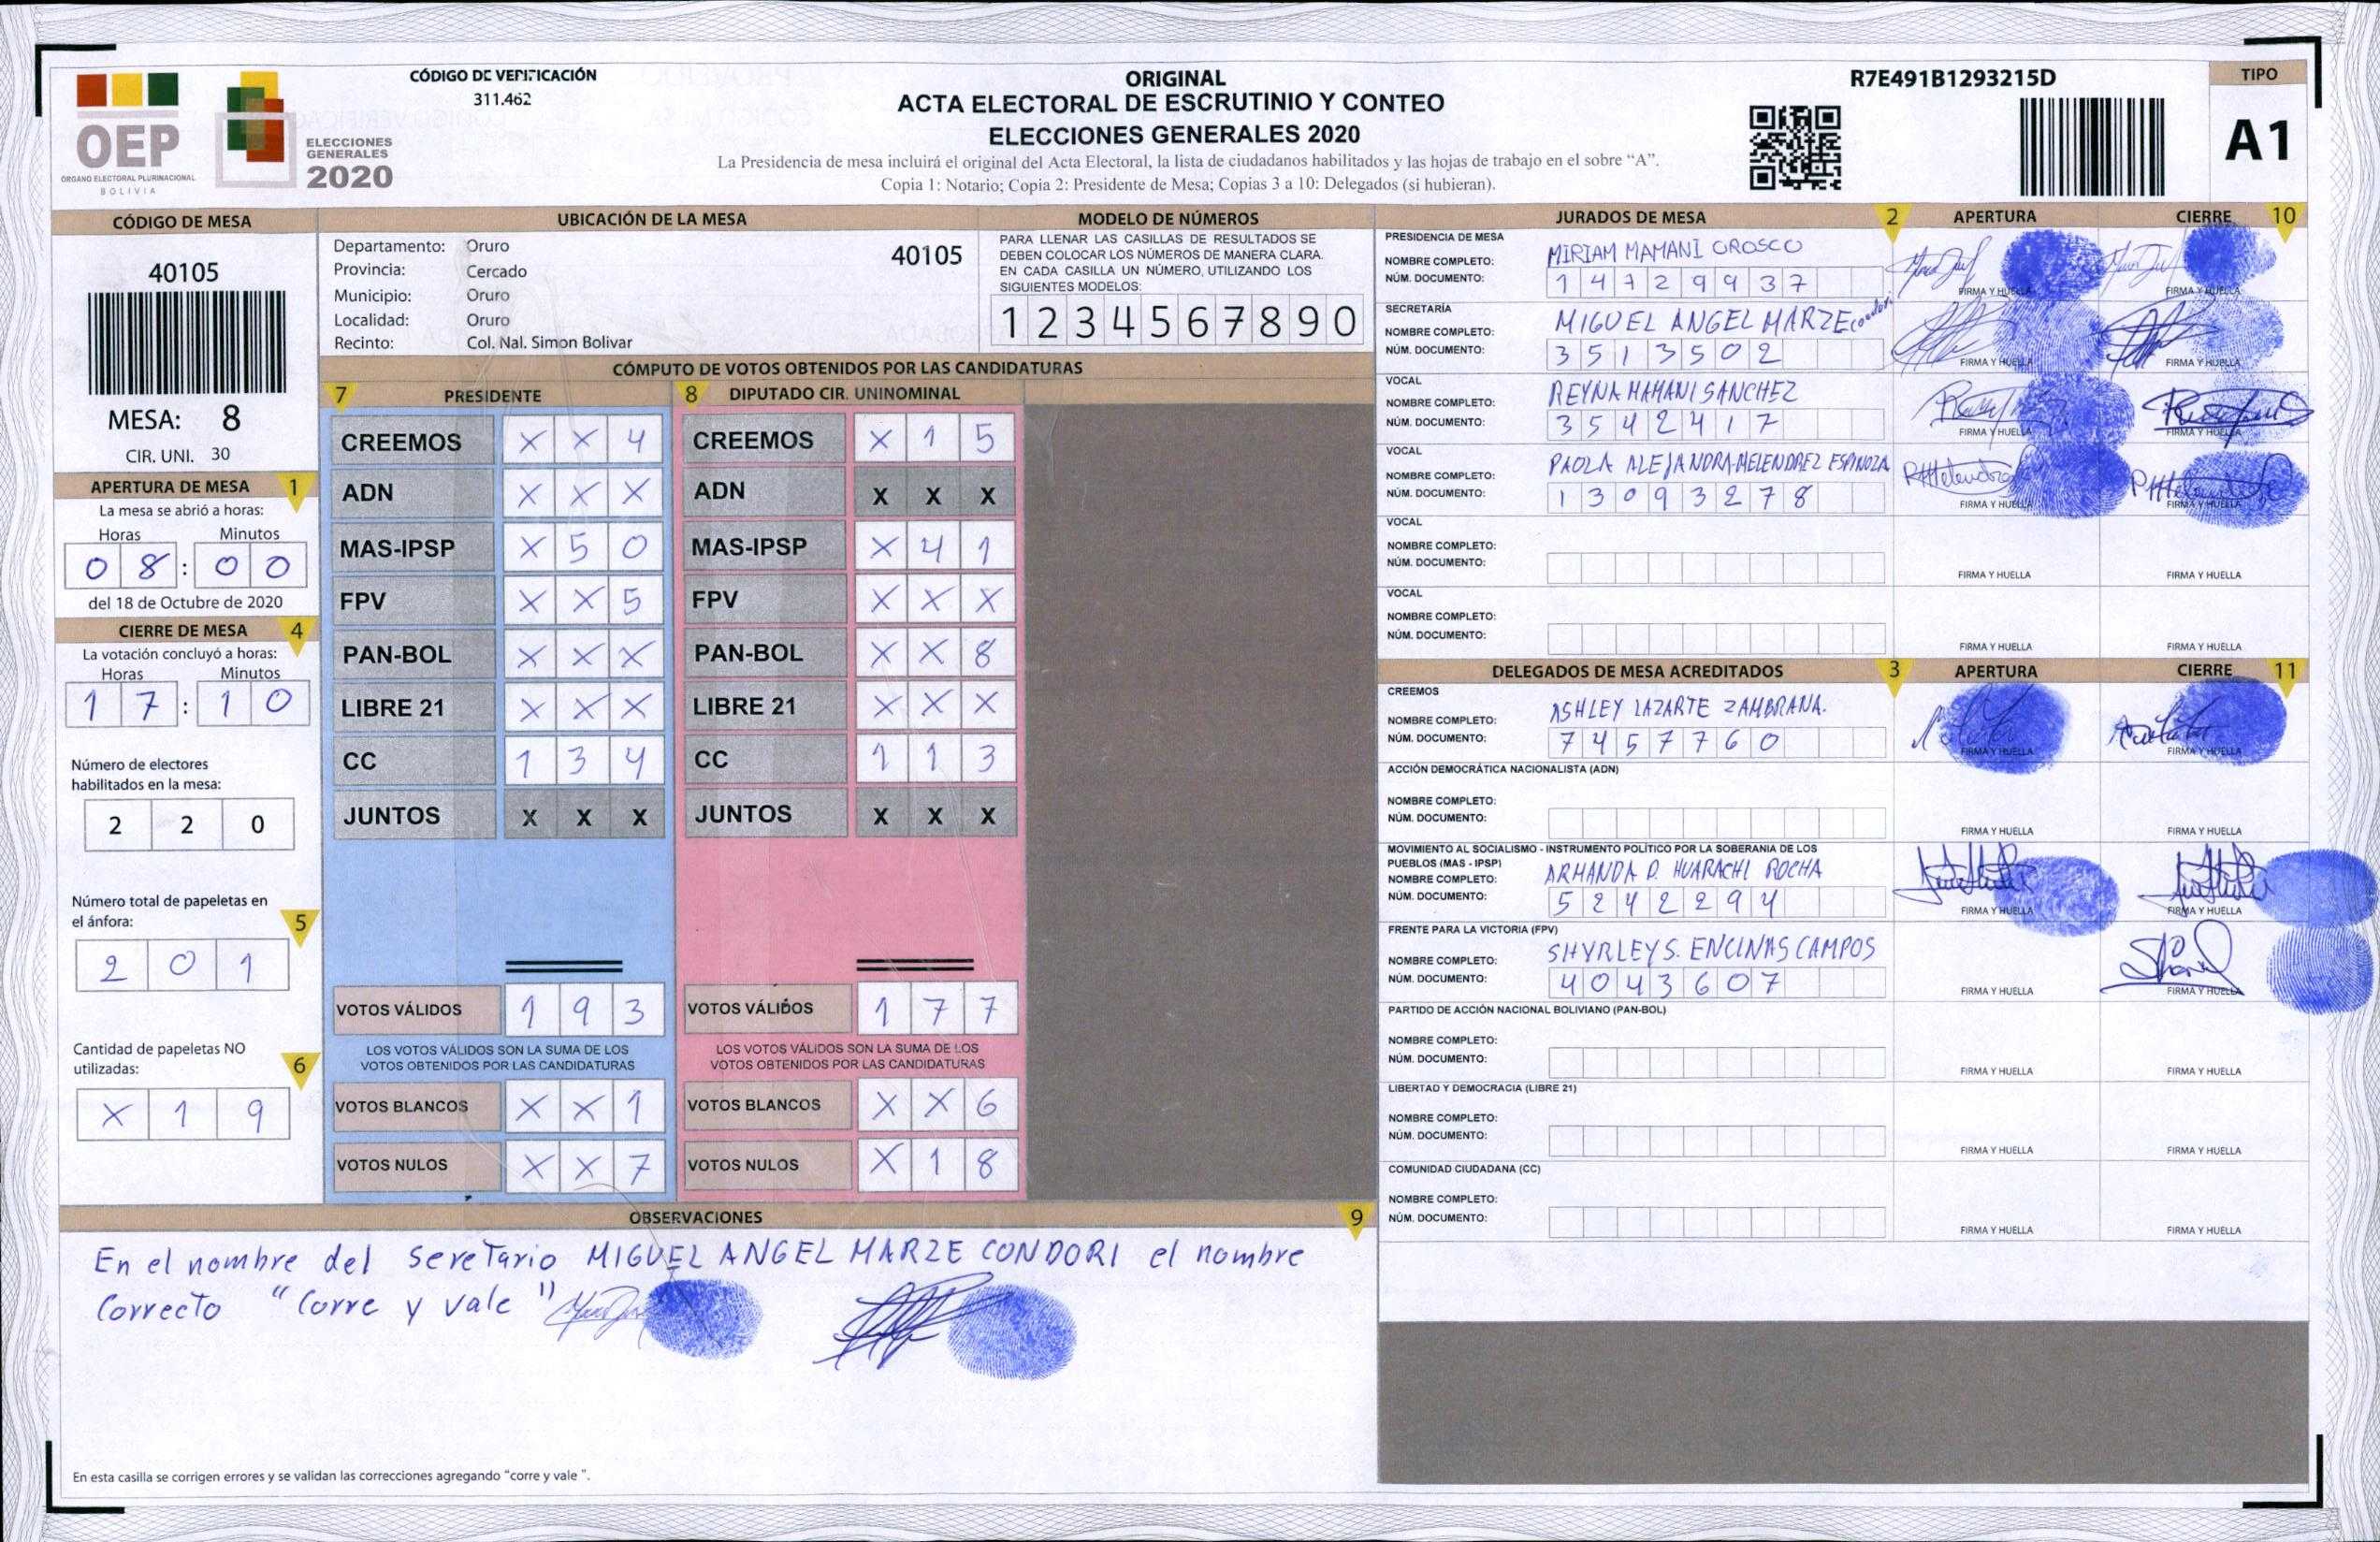 OEP
ÓRGANO ELECTORAL PLURINACIONAL
BOLIVIA
ELECCIONES
GENERALES
2020
CÓDIGO DE VERIFICACIÓN
311.462
ORIGINAL
ACTA ELECTORAL DE ESCRUTINIO Y CONTEO
ELECCIONES GENERALES 2020
La Presidencia de mesa incluirá el original del Acta Electoral, la lista de ciudadanos habilitados y las hojas de trabajo en el sobre “A”.
Copia 1: Notario; Copia 2: Presidente de Mesa; Copias 3 a 10: Delegados (si hubieran).
R7E491B1293215D
TIPO
A1
CÓDIGO DE MESA
40105
MESA: 8
CIR. UNI. 30
APERTURA DE MESA 1
La mesa se abrió a horas:
Horas Minutos
0 8 : 0 0
del 18 de Octubre de 2020
CIERRE DE MESA 4
La votación concluyó a horas:
Horas Minutos
1 7 : 1 0
Número de electores
habilitados en la mesa:
2 2 0
Número total de papeletas en
el ánfora: 5
2 0 1
Cantidad de papeletas NO
utilizadas: 6
X 1 9
UBICACIÓN DE LA MESA
Departamento: Oruro 40105
Provincia: Cercado
Municipio: Oruro
Localidad: Oruro
Recinto: Col. Nal. Simon Bolivar
MODELO DE NÚMEROS
PARA LLENAR LAS CASILLAS DE RESULTADOS SE
DEBEN COLOCAR LOS NÚMEROS DE MANERA CLARA.
EN CADA CASILLA UN NÚMERO, UTILIZANDO LOS
SIGUIENTES MODELOS:
1 2 3 4 5 6 7 8 9 0
CÓMPUTO DE VOTOS OBTENIDOS POR LAS CANDIDATURAS
7 PRESIDENTE 8 DIPUTADO CIR. UNINOMINAL
CREEMOS X X 4 CREEMOS X 1 5
ADN X X X ADN X X X
MAS-IPSP X 5 0 MAS-IPSP X 4 1
FPV X X 5 FPV X X X
PAN-BOL X X X PAN-BOL X X 8
LIBRE 21 X X X LIBRE 21 X X X
CC 1 3 4 CC 1 1 3
JUNTOS X X X JUNTOS X X X
VOTOS VÁLIDOS 1 9 3 VOTOS VÁLIDOS 1 7 7
LOS VOTOS VÁLIDOS SON LA SUMA DE LOS LOS VOTOS VÁLIDOS SON LA SUMA DE LOS
VOTOS OBTENIDOS POR LAS CANDIDATURAS VOTOS OBTENIDOS POR LAS CANDIDATURAS
VOTOS BLANCOS X X 1 VOTOS BLANCOS X X 6
VOTOS NULOS X X 7 VOTOS NULOS X 1 8
OBSERVACIONES 9
En el nombre del Seretario MIGUEL ANGEL MARZE CONDORI el nombre
Correcto "Corre y vale"
En esta casilla se corrigen errores y se validan las correcciones agregando “corre y vale ”.
JURADOS DE MESA 2 APERTURA CIERRE 10
PRESIDENCIA DE MESA
NOMBRE COMPLETO: MIRIAM MAMANI OROSCO
NÚM. DOCUMENTO: 1 4 7 2 9 9 3 7
FIRMA Y HUELLA FIRMA Y HUELLA
SECRETARÍA
NOMBRE COMPLETO: MIGUEL ANGEL MARZE Condori
NÚM. DOCUMENTO: 3 5 1 3 5 0 2
FIRMA Y HUELLA FIRMA Y HUELLA
VOCAL
NOMBRE COMPLETO: REYNA MAMANI SANCHEZ
NÚM. DOCUMENTO: 3 5 4 2 4 1 7
FIRMA Y HUELLA FIRMA Y HUELLA
VOCAL
NOMBRE COMPLETO: PAOLA ALEJANDRA MELENDREZ ESPINOZA
NÚM. DOCUMENTO: 1 3 0 9 3 2 7 8
FIRMA Y HUELLA FIRMA Y HUELLA
VOCAL
NOMBRE COMPLETO:
NÚM. DOCUMENTO:
FIRMA Y HUELLA FIRMA Y HUELLA
VOCAL
NOMBRE COMPLETO:
NÚM. DOCUMENTO:
FIRMA Y HUELLA FIRMA Y HUELLA
DELEGADOS DE MESA ACREDITADOS 3 APERTURA CIERRE 11
CREEMOS
NOMBRE COMPLETO: ASHLEY LAZARTE ZAMBRANA.
NÚM. DOCUMENTO: 7 4 5 7 7 6 0
FIRMA Y HUELLA FIRMA Y HUELLA
ACCIÓN DEMOCRÁTICA NACIONALISTA (ADN)
NOMBRE COMPLETO:
NÚM. DOCUMENTO:
FIRMA Y HUELLA FIRMA Y HUELLA
MOVIMIENTO AL SOCIALISMO - INSTRUMENTO POLÍTICO POR LA SOBERANIA DE LOS
PUEBLOS (MAS - IPSP)
NOMBRE COMPLETO: ARMANDA D. HUARACHI ROCHA
NÚM. DOCUMENTO: 5 2 4 2 2 9 4
FIRMA Y HUELLA FIRMA Y HUELLA
FRENTE PARA LA VICTORIA (FPV)
NOMBRE COMPLETO: SHYRLEY S. ENCINAS CAMPOS
NÚM. DOCUMENTO: 4 0 4 3 6 0 7
FIRMA Y HUELLA FIRMA Y HUELLA
PARTIDO DE ACCIÓN NACIONAL BOLIVIANO (PAN-BOL)
NOMBRE COMPLETO:
NÚM. DOCUMENTO:
FIRMA Y HUELLA FIRMA Y HUELLA
LIBERTAD Y DEMOCRACIA (LIBRE 21)
NOMBRE COMPLETO:
NÚM. DOCUMENTO:
FIRMA Y HUELLA FIRMA Y HUELLA
COMUNIDAD CIUDADANA (CC)
NOMBRE COMPLETO:
NÚM. DOCUMENTO:
FIRMA Y HUELLA FIRMA Y HUELLA